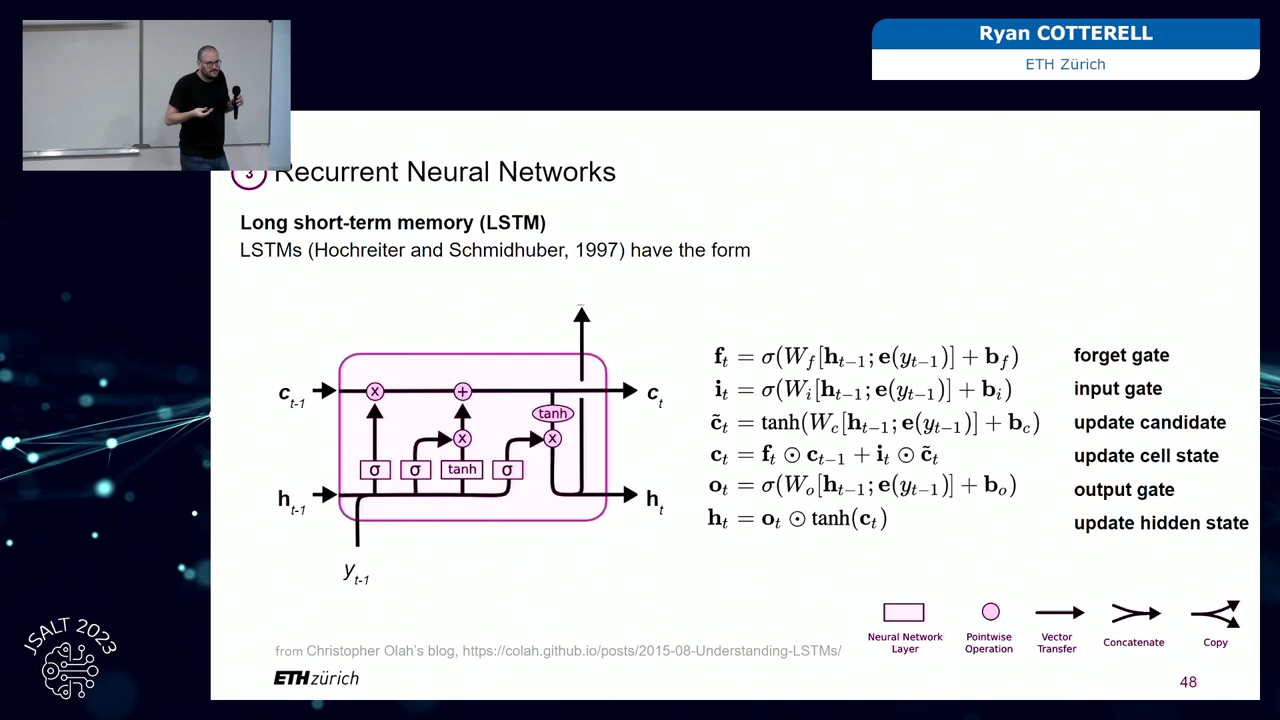 Ryan COTTERELL
ETH Zürich
3 Recurrent Neural Networks
Long short-term memory (LSTM)
LSTMs (Hochreiter and Schmidhuber, 1997) have the form
c_{t-1} x + c_t
tanh
x x
σ σ tanh σ
h_{t-1} h_t
y_{t-1}
f_t = σ(W_f[h_{t−1}; e(y_{t−1})] + b_f) forget gate
i_t = σ(W_i[h_{t−1}; e(y_{t−1})] + b_i) input gate
c̃_t = tanh(W_c[h_{t−1}; e(y_{t−1})] + b_c) update candidate
c_t = f_t ⊙ c_{t−1} + i_t ⊙ c̃_t update cell state
o_t = σ(W_o[h_{t−1}; e(y_{t−1})] + b_o) output gate
h_t = o_t ⊙ tanh(c_t) update hidden state
Neural Network Layer
Pointwise Operation
Vector Transfer
Concatenate
Copy
from Christopher Olah's blog, https://colah.github.io/posts/2015-08-Understanding-LSTMs/
ETH zürich
48
JSALT 2023